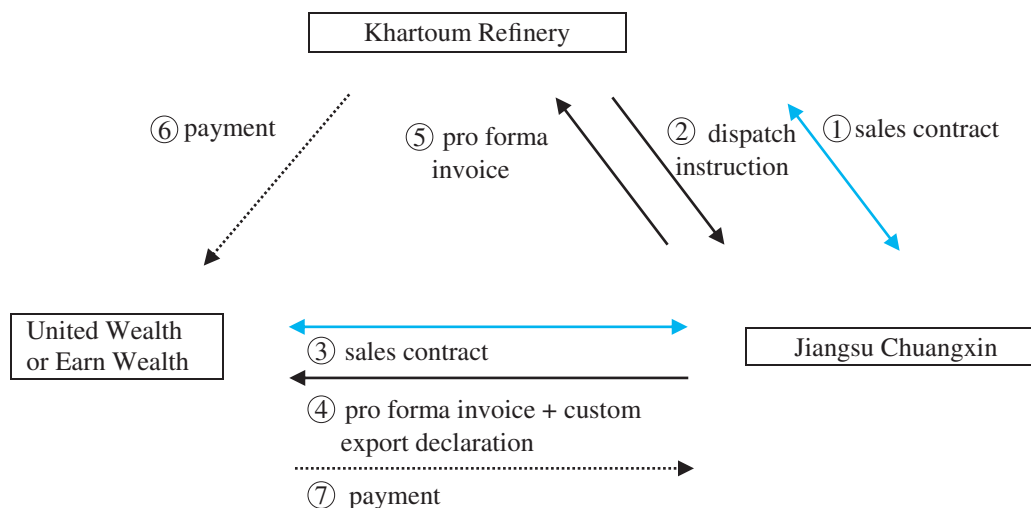 Khartoum Refinery
⑥ payment
⑤ pro forma
invoice
② dispatch
instruction
① sales contract
United Wealth
or Earn Wealth
Jiangsu Chuangxin
③ sales contract
④ pro forma invoice + custom
export declaration
⑦ payment